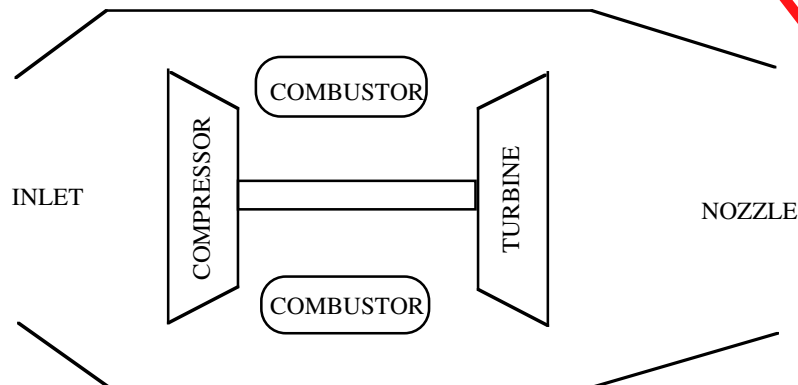 COMBUSTOR
INLET
COMPRESSOR
TURBINE
NOZZLE
COMBUSTOR